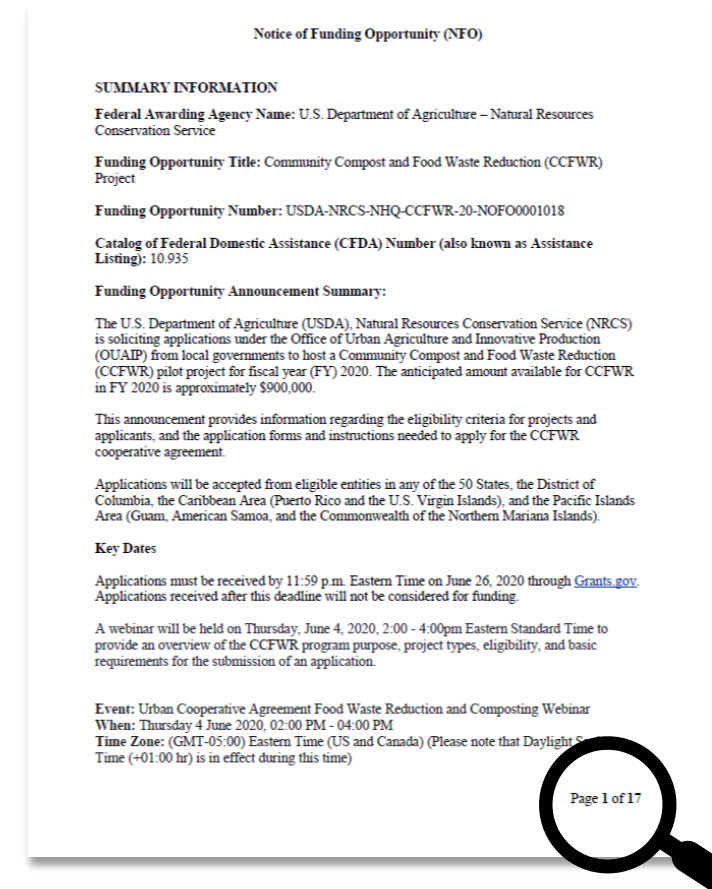 Notice of Funding Opportunity (NFO)
SUMMARY INFORMATION
Federal Awarding Agency Name: U.S. Department of Agriculture – Natural Resources
Conservation Service
Funding Opportunity Title: Community Compost and Food Waste Reduction (CCFWR)
Project
Funding Opportunity Number: USDA-NRCS-NHQ-CCFWR-20-NOFO0001018
Catalog of Federal Domestic Assistance (CFDA) Number (also known as Assistance
Listing): 10.935
Funding Opportunity Announcement Summary:
The U.S. Department of Agriculture (USDA), Natural Resources Conservation Service (NRCS)
is soliciting applications under the Office of Urban Agriculture and Innovative Production
(OUAIP) from local governments to host a Community Compost and Food Waste Reduction
(CCFWR) pilot project for fiscal year (FY) 2020. The anticipated amount available for CCFWR
in FY 2020 is approximately $900,000.
This announcement provides information regarding the eligibility criteria for projects and
applicants, and the application forms and instructions needed to apply for the CCFWR
cooperative agreement.
Applications will be accepted from eligible entities in any of the 50 States, the District of
Columbia, the Caribbean Area (Puerto Rico and the U.S. Virgin Islands), and the Pacific Islands
Area (Guam, American Samoa, and the Commonwealth of the Northern Mariana Islands).
Key Dates
Applications must be received by 11:59 p.m. Eastern Time on June 26, 2020 through Grants.gov.
Applications received after this deadline will not be considered for funding.
A webinar will be held on Thursday, June 4, 2020, 2:00 - 4:00pm Eastern Standard Time to
provide an overview of the CCFWR program purpose, project types, eligibility, and basic
requirements for the submission of an application.
Event: Urban Cooperative Agreement Food Waste Reduction and Composting Webinar
When: Thursday 4 June 2020, 02:00 PM - 04:00 PM
Time Zone: (GMT-05:00) Eastern Time (US and Canada) (Please note that Daylight
Time (+01:00 hr) is in effect during this time)
Page 1 of 17